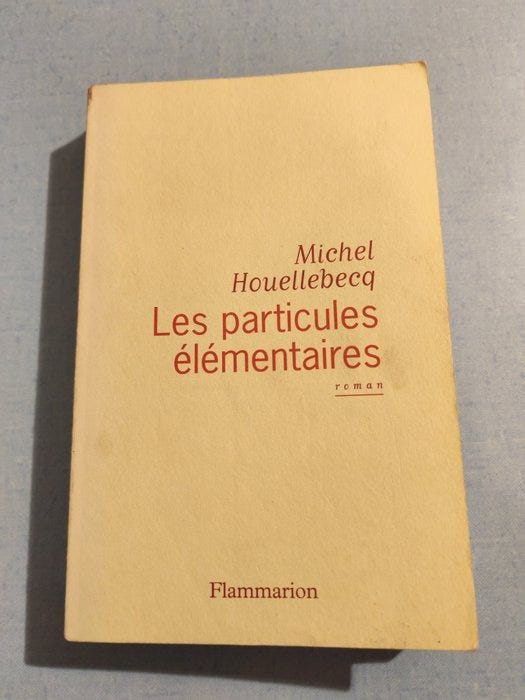 Michel
Houellebecq
Les particules
élémentaires
roman
Flammarion